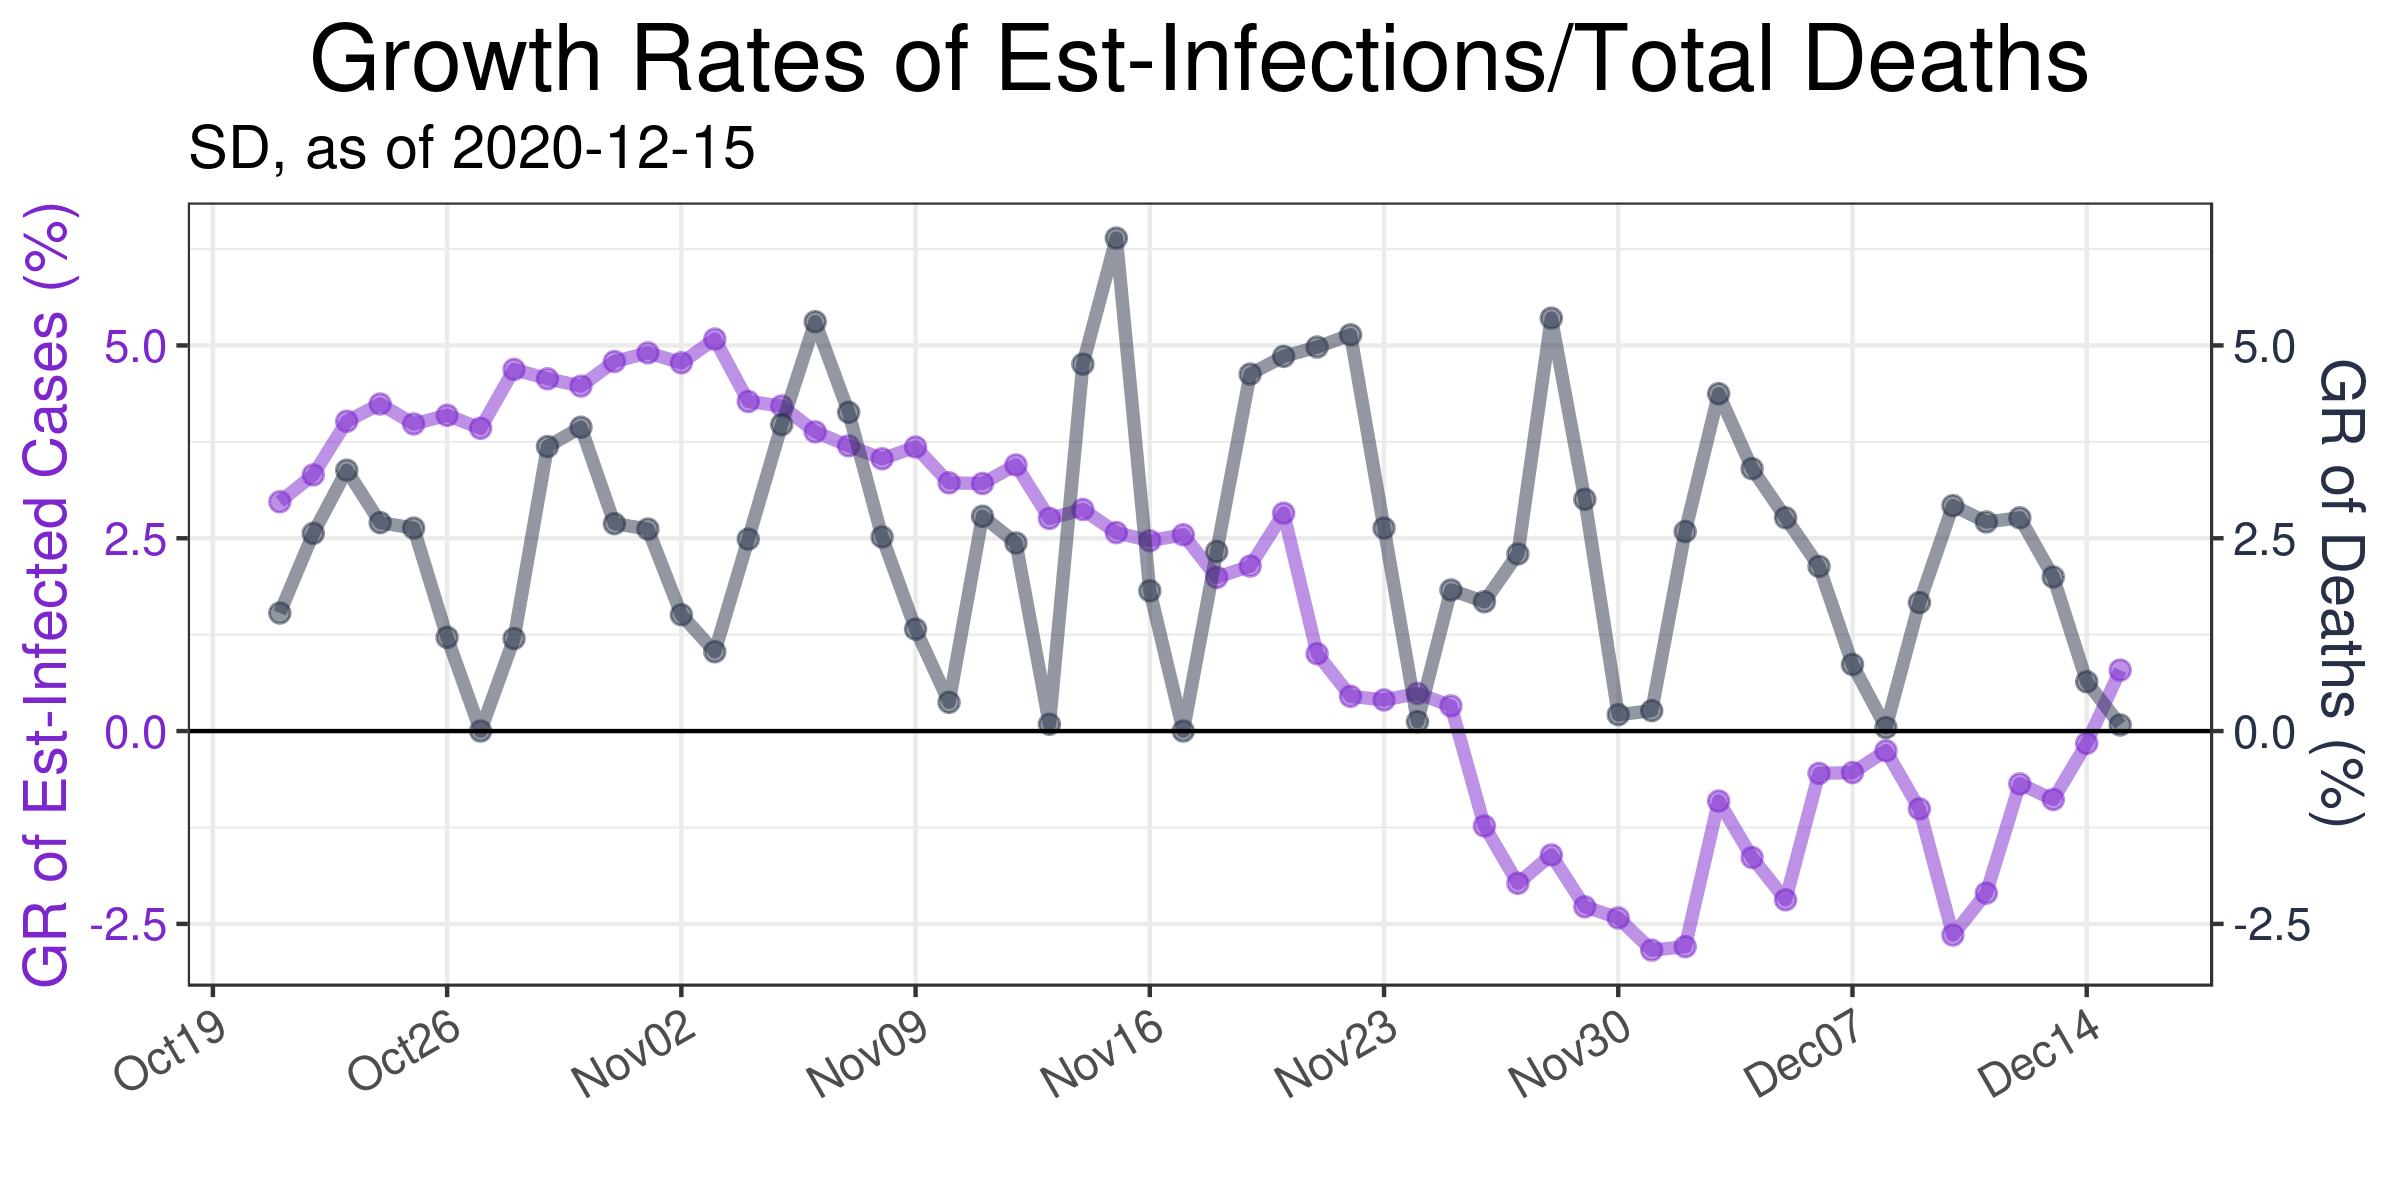 Growth Rates of Est-Infections/Total Deaths
SD, as of 2020-12-15
GR of Est-Infected Cases (%)
5.0
2.5
0.0
-2.5
5.0
2.5
0.0
-2.5
GR of Deaths (%)
Oct19
Oct26
Nov02
Nov09
Nov16
Nov23
Nov30
Dec07
Dec14